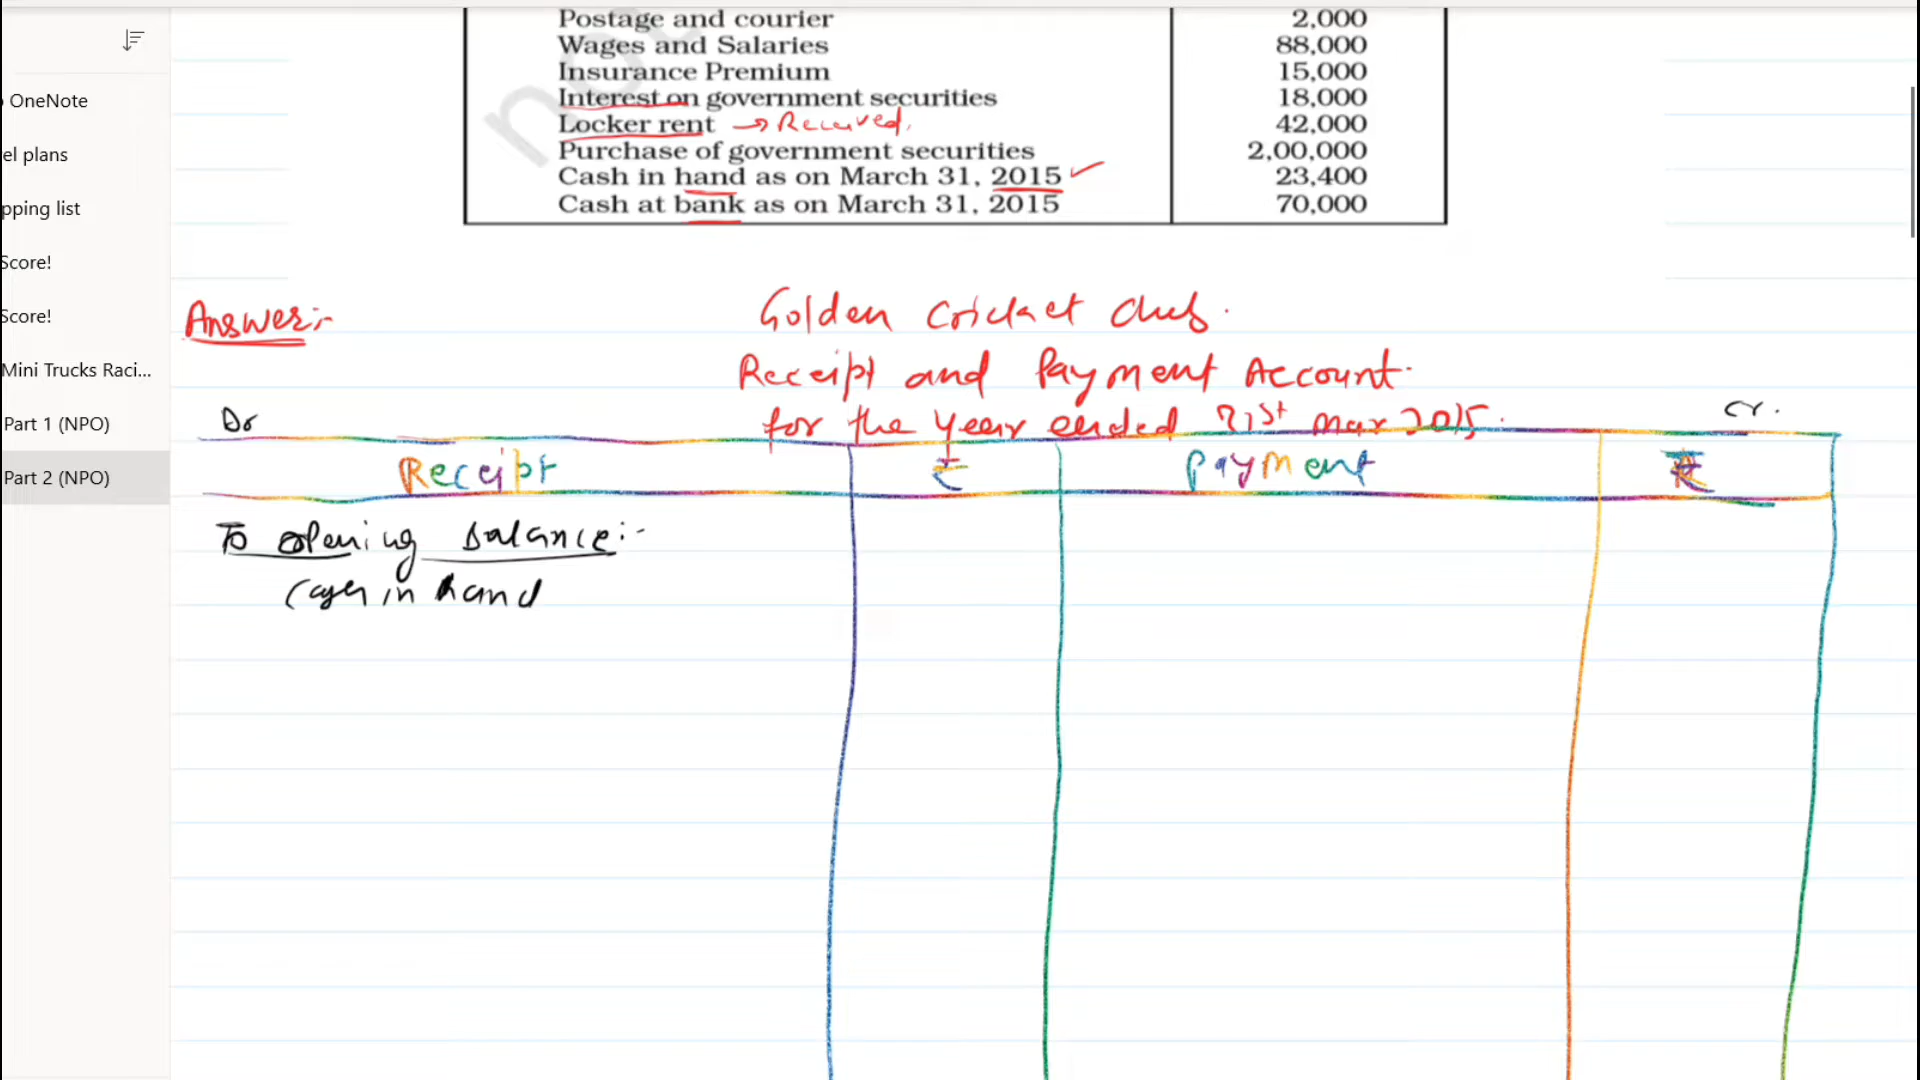 OneNote
el plans
pping list
Score!
Score!
Mini Trucks Raci...
Part 1 (NPO)
Part 2 (NPO)
Postage and courier 2,000
Wages and Salaries 88,000
Insurance Premium 15,000
Interest on government securities 18,000
Locker rent → Received, 42,000
Purchase of government securities 2,00,000
Cash in hand as on March 31, 2015 ✓ 23,400
Cash at bank as on March 31, 2015 70,000
Answer:-
Golden Cricket Club.
Receipt and Payment Account.
for the year ended 31st Mar 2015.
Dr Cr.
Receipt ₹ Payment ₹
To opening balance:-
Cash in hand